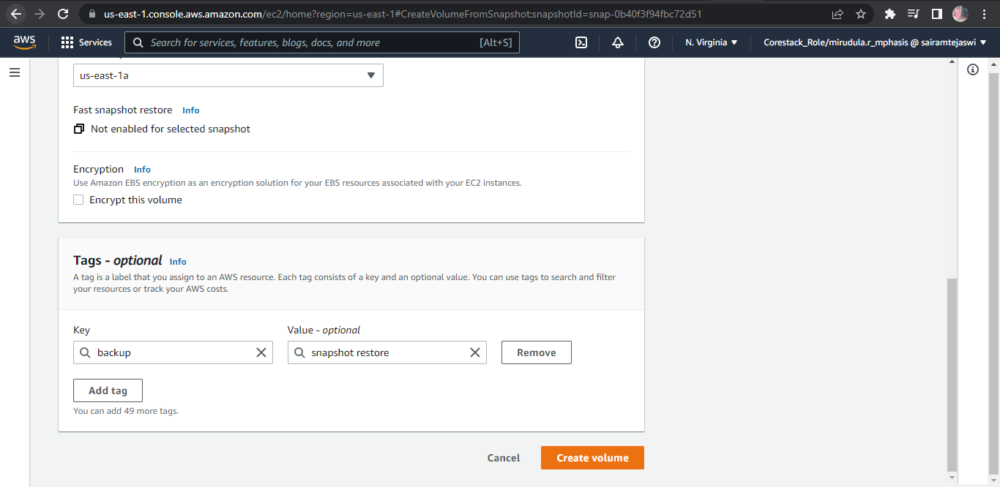 us-east-1.console.aws.amazon.com/ec2/home?region=us-east-1#CreateVolumeFromSnapshot:snapshotId=snap-0b40f3f94fbc72d51
aws Services Search for services, features, blogs, docs, and more [Alt+S] N. Virginia Corestack_Role/mirudula.r_mphasis @ sairamtejaswi
us-east-1a
Fast snapshot restore Info
Not enabled for selected snapshot
Encryption Info
Use Amazon EBS encryption as an encryption solution for your EBS resources associated with your EC2 instances.
Encrypt this volume
Tags - optional Info
A tag is a label that you assign to an AWS resource. Each tag consists of a key and an optional value. You can use tags to search and filter
your resources or track your AWS costs.
Key Value - optional
backup snapshot restore Remove
Add tag
You can add 49 more tags.
Cancel Create volume